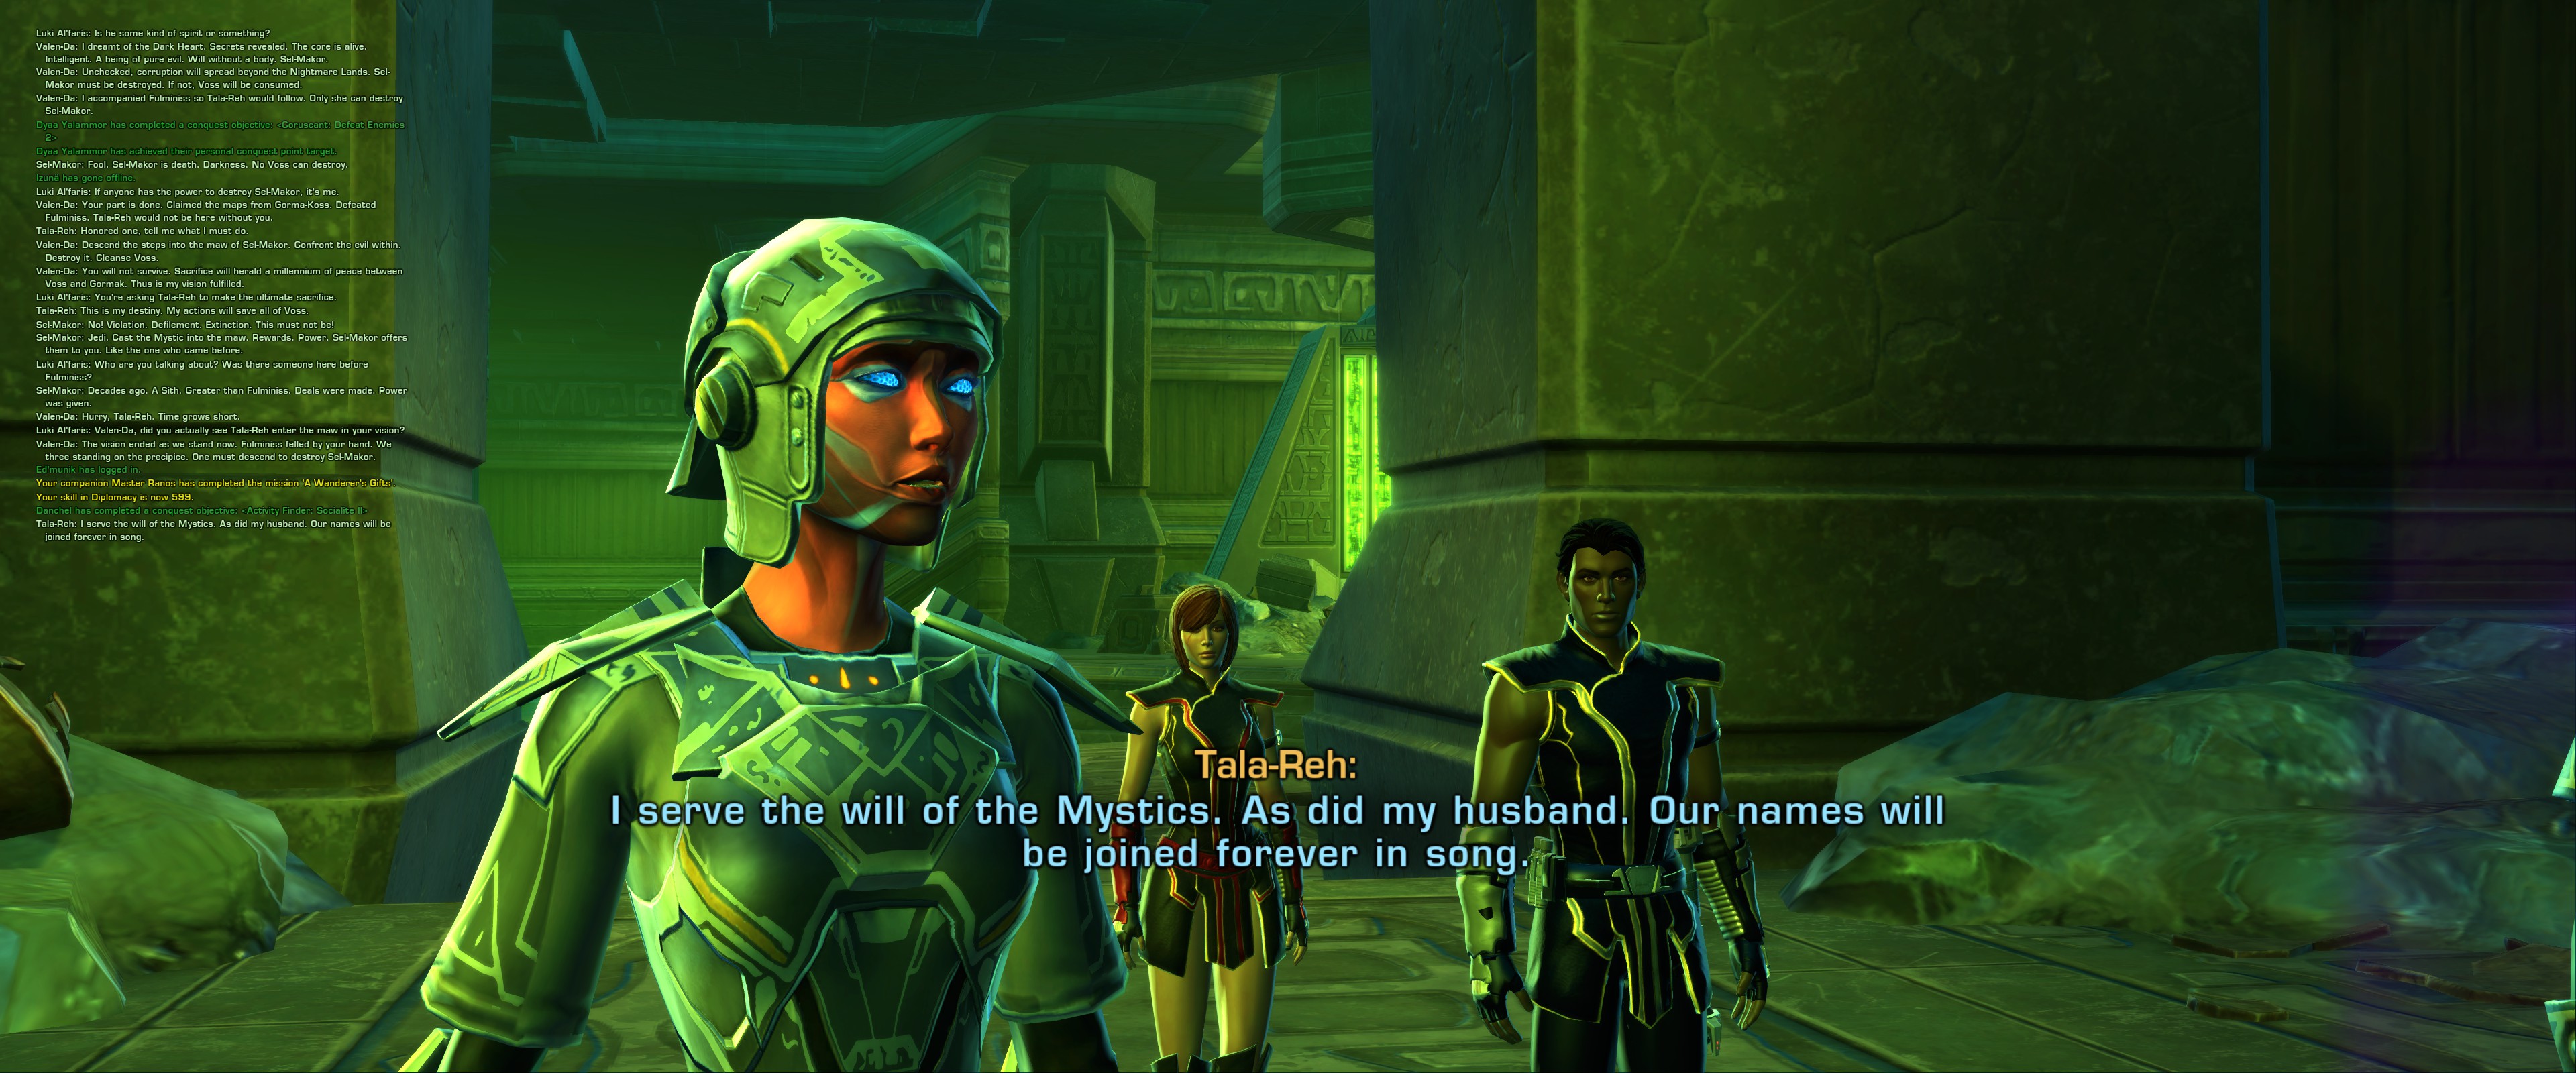 Luki Al'faris: Is he some kind of spirit or something?
Valen-Da: I dreamt of the Dark Heart. Secrets revealed. The core is alive.
Intelligent. A being of pure evil. Will without a body. Sel-Makor.
Valen-Da: Unchecked, corruption will spread beyond the Nightmare Lands. Sel-
Makor must be destroyed. If not, Voss will be consumed.
Valen-Da: I accompanied Fulminiss so Tala-Reh would follow. Only she can destroy
Sel-Makor.
Dyaa Yalammor has completed a conquest objective: <Coruscant: Defeat Enemies
2>
Dyaa Yalammor has achieved their personal conquest point target.
Sel-Makor: Fool. Sel-Makor is death. Darkness. No Voss can destroy.
Izuna has gone offline.
Luki Al'faris: If anyone has the power to destroy Sel-Makor, it's me.
Valen-Da: Your part is done. Claimed the maps from Gorma-Koss. Defeated
Fulminiss. Tala-Reh would not be here without you.
Tala-Reh: Honored one, tell me what I must do.
Valen-Da: Descend the steps into the maw of Sel-Makor. Confront the evil within.
Destroy it. Cleanse Voss.
Valen-Da: You will not survive. Sacrifice will herald a millennium of peace between
Voss and Gormak. Thus is my vision fulfilled.
Luki Al'faris: You're asking Tala-Reh to make the ultimate sacrifice.
Tala-Reh: This is my destiny. My actions will save all of Voss.
Sel-Makor: No! Violation. Defilement. Extinction. This must not be!
Sel-Makor: Jedi. Cast the Mystic into the maw. Rewards. Power. Sel-Makor offers
them to you. Like the one who came before.
Luki Al'faris: Who are you talking about? Was there someone here before
Fulminiss?
Sel-Makor: Decades ago. A Sith. Greater than Fulminiss. Deals were made. Power
was given.
Valen-Da: Hurry, Tala-Reh. Time grows short.
Luki Al'faris: Valen-Da, did you actually see Tala-Reh enter the maw in your vision?
Valen-Da: The vision ended as we stand now. Fulminiss felled by your hand. We
three standing on the precipice. One must descend to destroy Sel-Makor.
Ed'munik has logged in.
Your companion Master Ranos has completed the mission 'A Wanderer's Gifts'.
Your skill in Diplomacy is now 599.
Danchel has completed a conquest objective: <Activity Finder: Socialite II>
Tala-Reh: I serve the will of the Mystics. As did my husband. Our names will be
joined forever in song.
Tala-Reh:
I serve the will of the Mystics. As did my husband. Our names will
be joined forever in song.